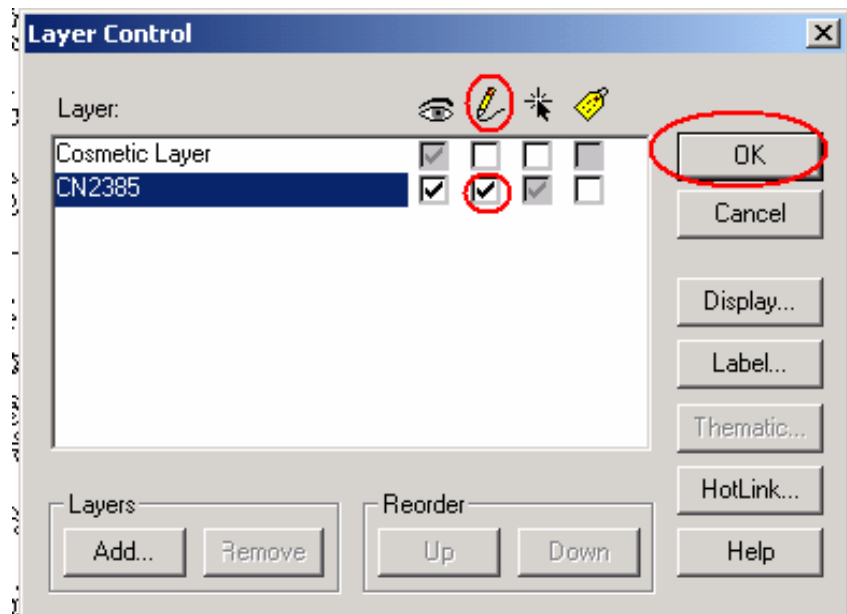 Layer Control
Layer:
Cosmetic Layer
CN2385
OK
Cancel
Display...
Label...
Thematic...
HotLink...
Help
Layers
Add...
Remove
Reorder
Up
Down